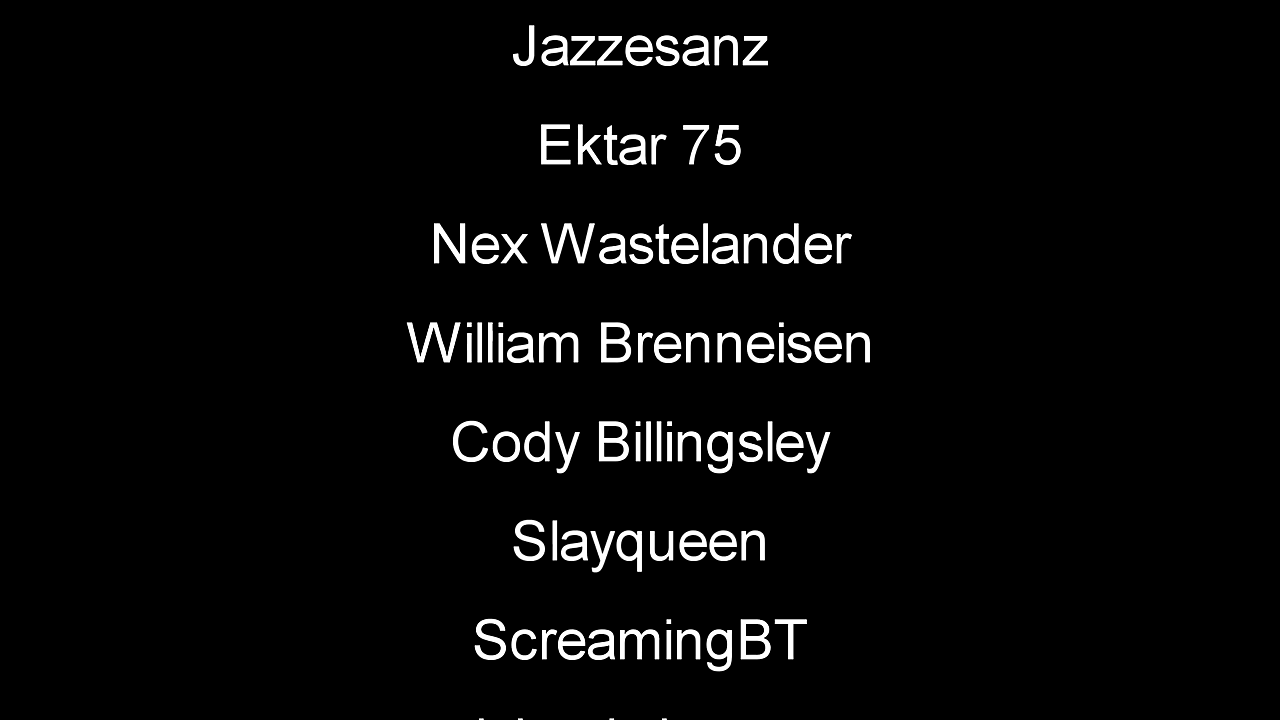 Jazzesanz
Ektar 75
Nex Wastelander
William Brenneisen
Cody Billingsley
Slayqueen
ScreamingBT